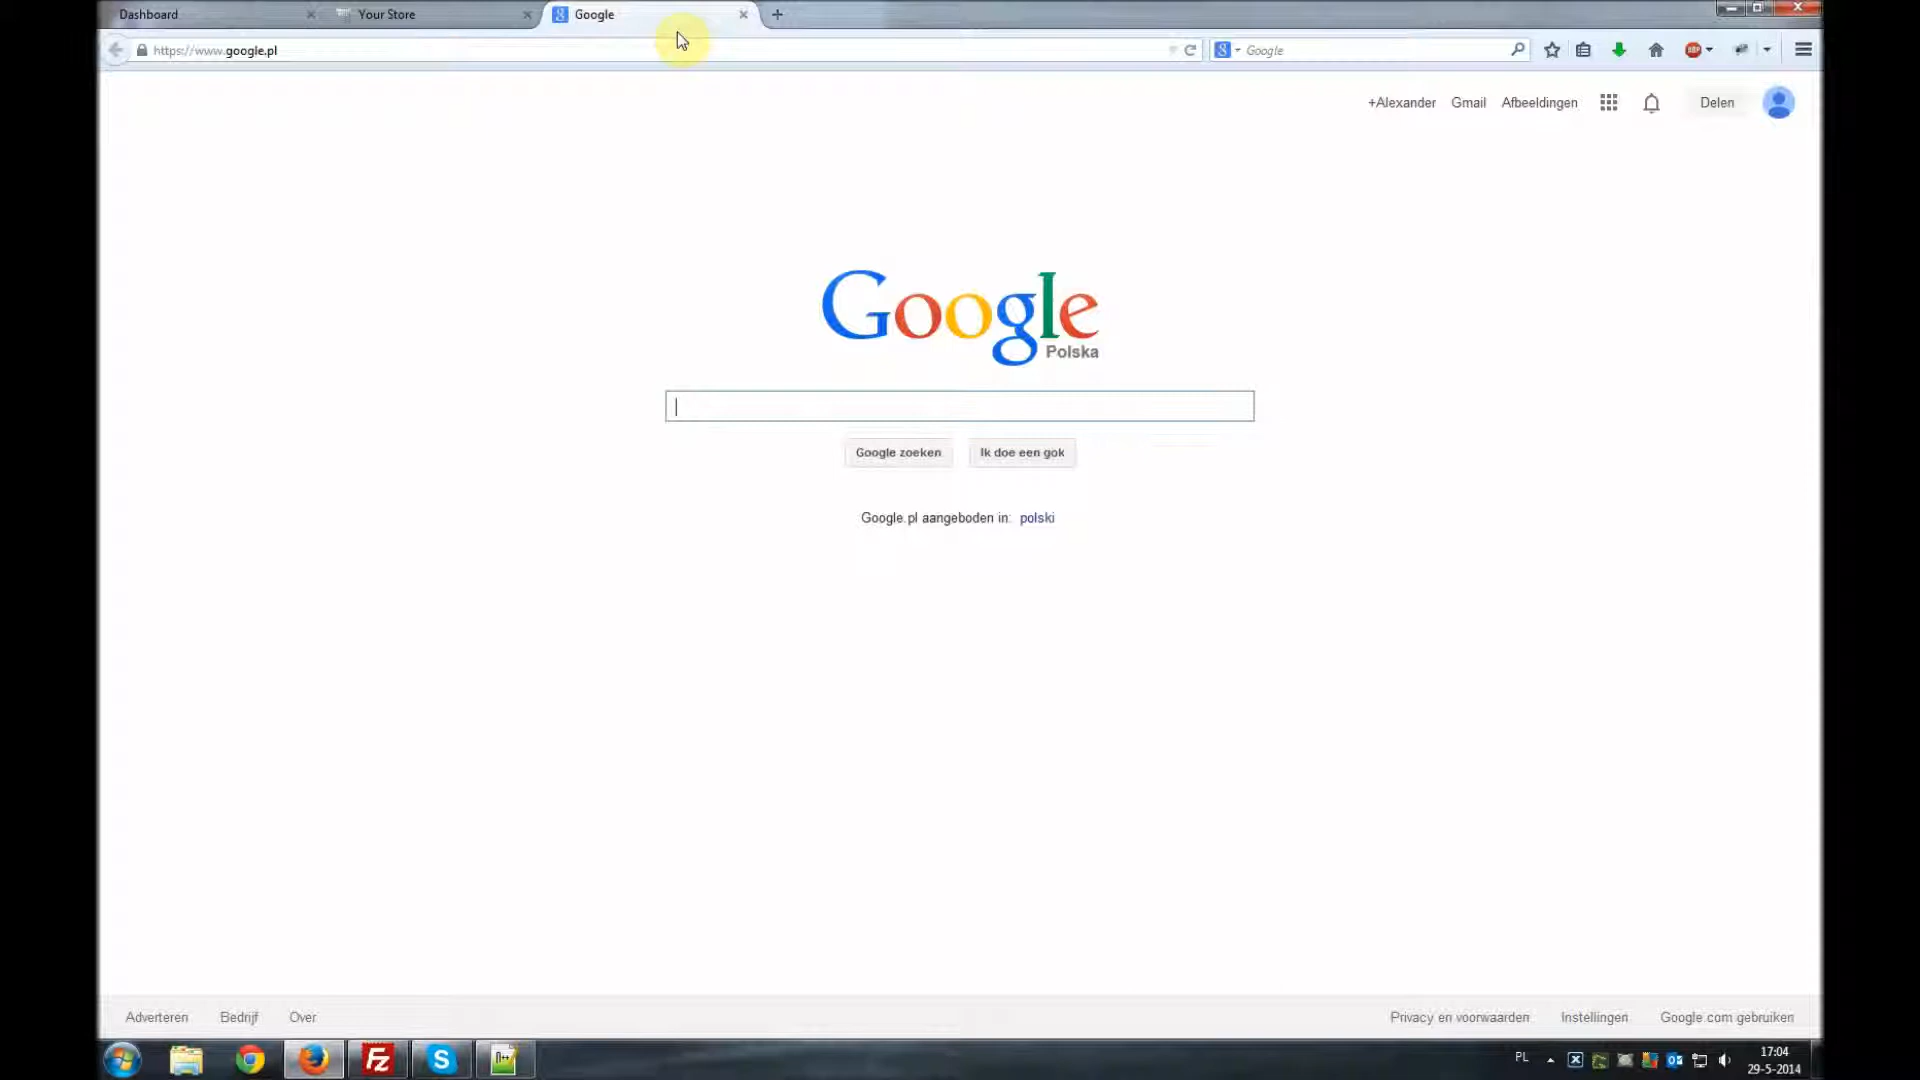 Dashboard
Your Store
Google
https://www.google.pl
Google
+Alexander
Gmail
Afbeeldingen
Delen
Google
Polska
Google zoeken
Ik doe een gok
Google.pl aangeboden in: polski
Adverteren
Bedrijf
Over
Privacy en voorwaarden
Instellingen
Google.com gebruiken
PL
17:04
29-5-2014